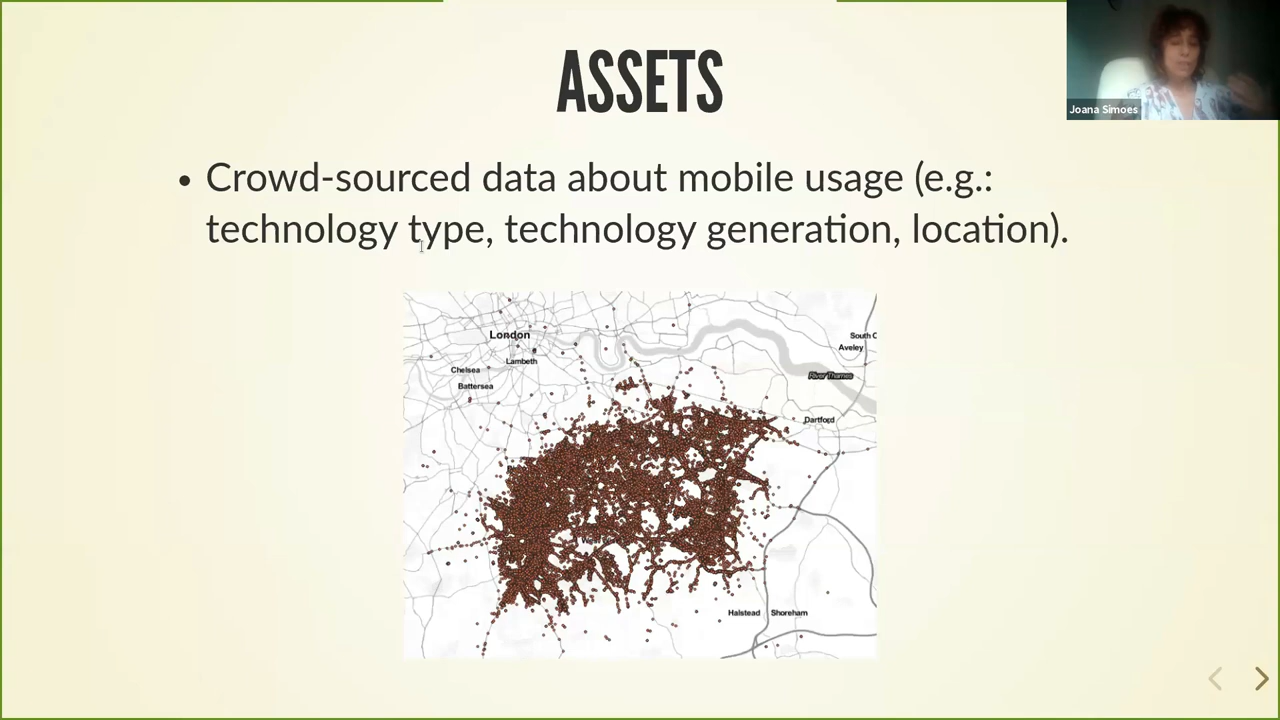 ASSETS
Joana Simoes
• Crowd-sourced data about mobile usage (e.g.:
technology type, technology generation, location).
London
South C
Aveley
Lambeth
Chelsea
River Thames
Battersea
Dartford
Halstead
Shoreham